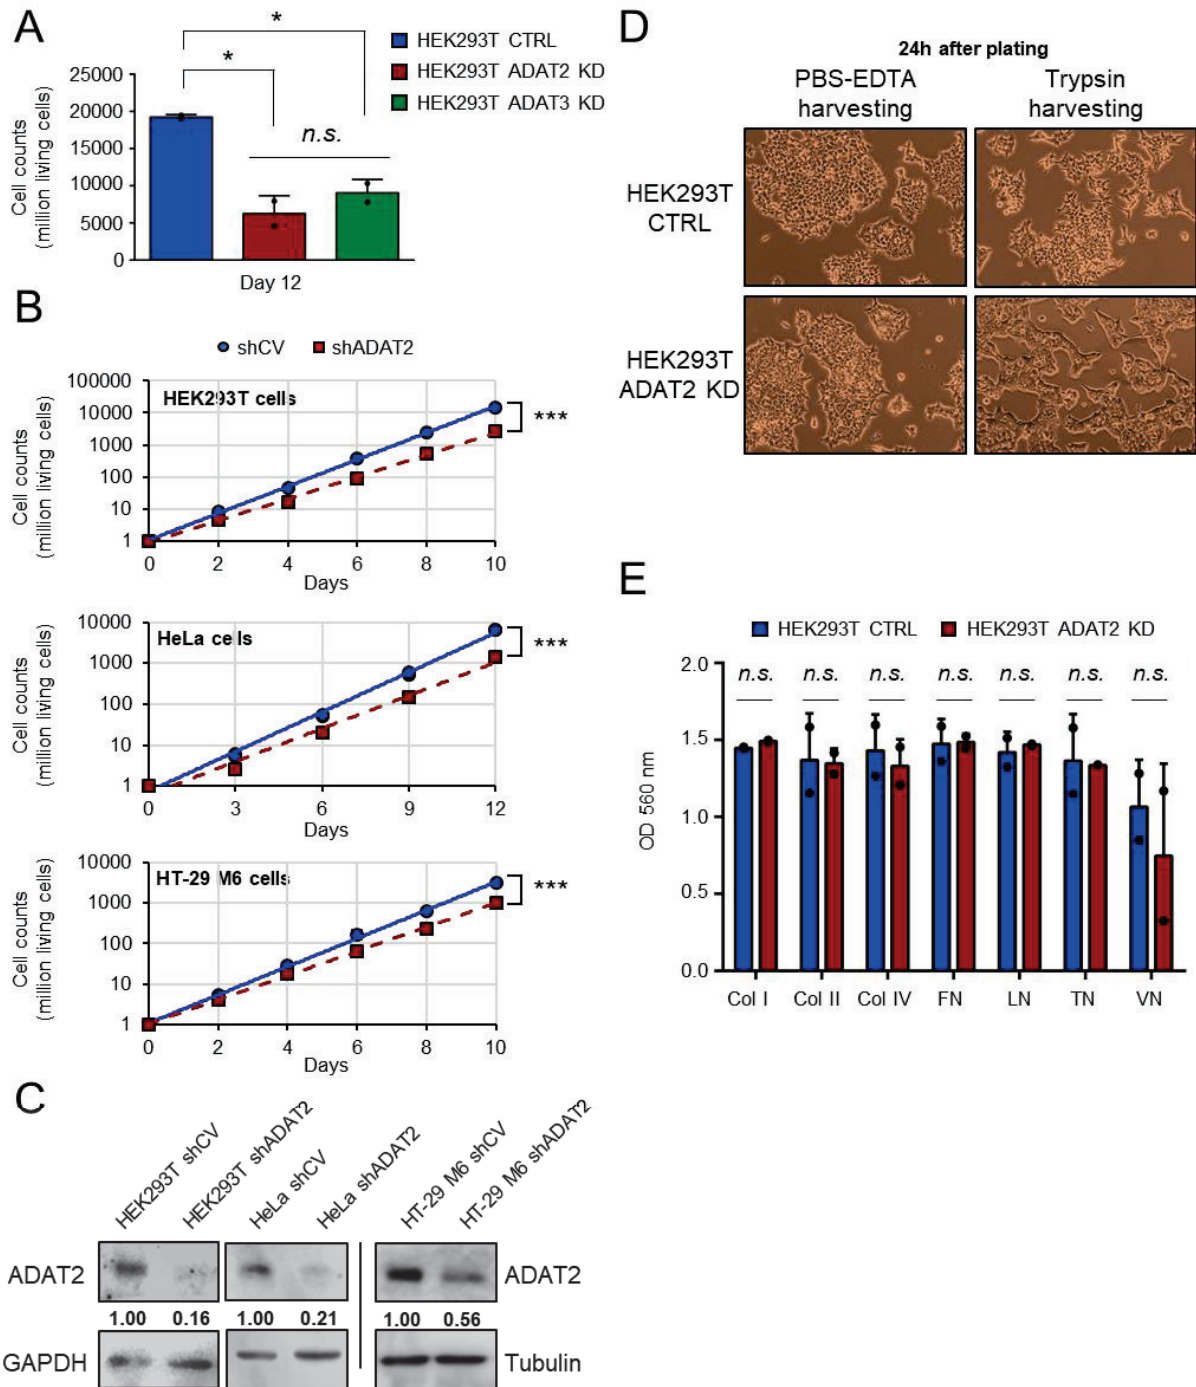 A
*
*
n.s.
HEK293T CTRL
HEK293T ADAT2 KD
HEK293T ADAT3 KD
Cell counts
(million living cells)
25000
20000
15000
10000
5000
0
Day 12
B
shCV shADAT2
HEK293T cells
Cell counts
(million living cells)
100000
10000
1000
100
10
1
***
0 2 4 6 8 10
Days
HeLa cells
Cell counts
(million living cells)
10000
1000
100
10
1
***
0 3 6 9 12
Days
HT-29 M6 cells
Cell counts
(million living cells)
10000
1000
100
10
1
***
0 2 4 6 8 10
Days
C
HEK293T shCV
HEK293T shADAT2
HeLa shCV
HeLa shADAT2
HT-29 M6 shCV
HT-29 M6 shADAT2
ADAT2 ADAT2
1.00 0.16 1.00 0.21 1.00 0.56
GAPDH Tubulin
D
24h after plating
PBS-EDTA
harvesting
Trypsin
harvesting
HEK293T
CTRL
HEK293T
ADAT2 KD
E
HEK293T CTRL HEK293T ADAT2 KD
OD 560 nm
2.0
1.5
1.0
0.5
0.0
n.s. n.s. n.s. n.s. n.s. n.s. n.s.
Col I Col II Col IV FN LN TN VN